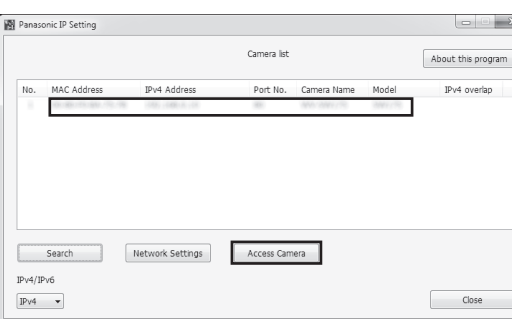 Panasonic IP Setting
Camera list
About this program
No. MAC Address IPv4 Address Port No. Camera Name Model IPv4 overlap
Search Network Settings Access Camera
IPv4/IPv6
IPv4
Close